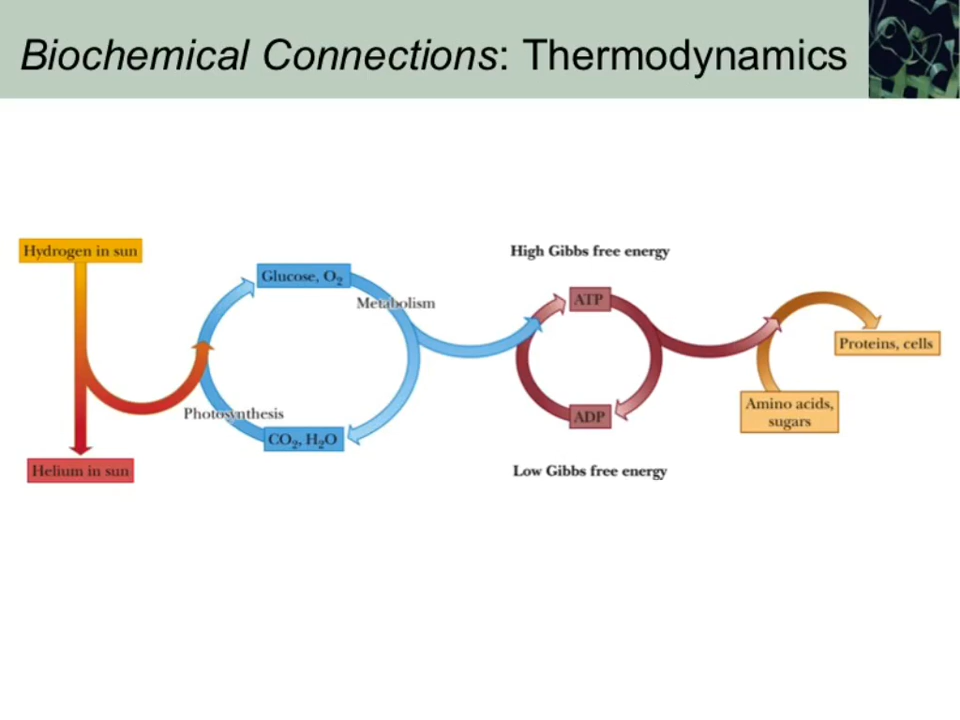 Biochemical Connections: Thermodynamics
Hydrogen in sun
High Gibbs free energy
Glucose, O₂
Metabolism
ATP
Proteins, cells
Photosynthesis
Amino acids,
sugars
ADP
CO₂, H₂O
Helium in sun
Low Gibbs free energy